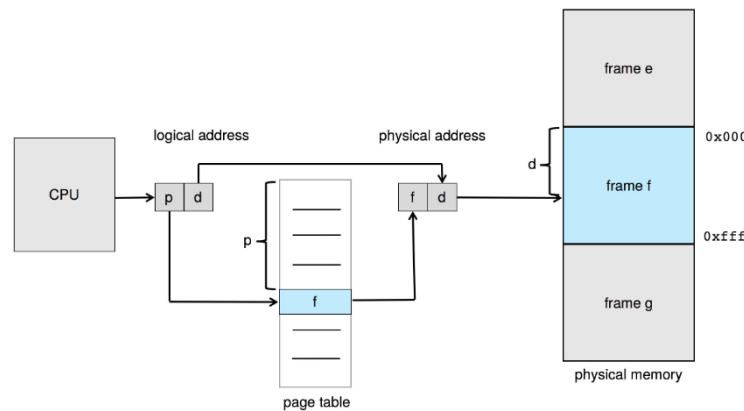 frame e
logical address
physical address
0x000
d
CPU
p d
f d
frame f
p
0xfff
f
frame g
physical memory
page table